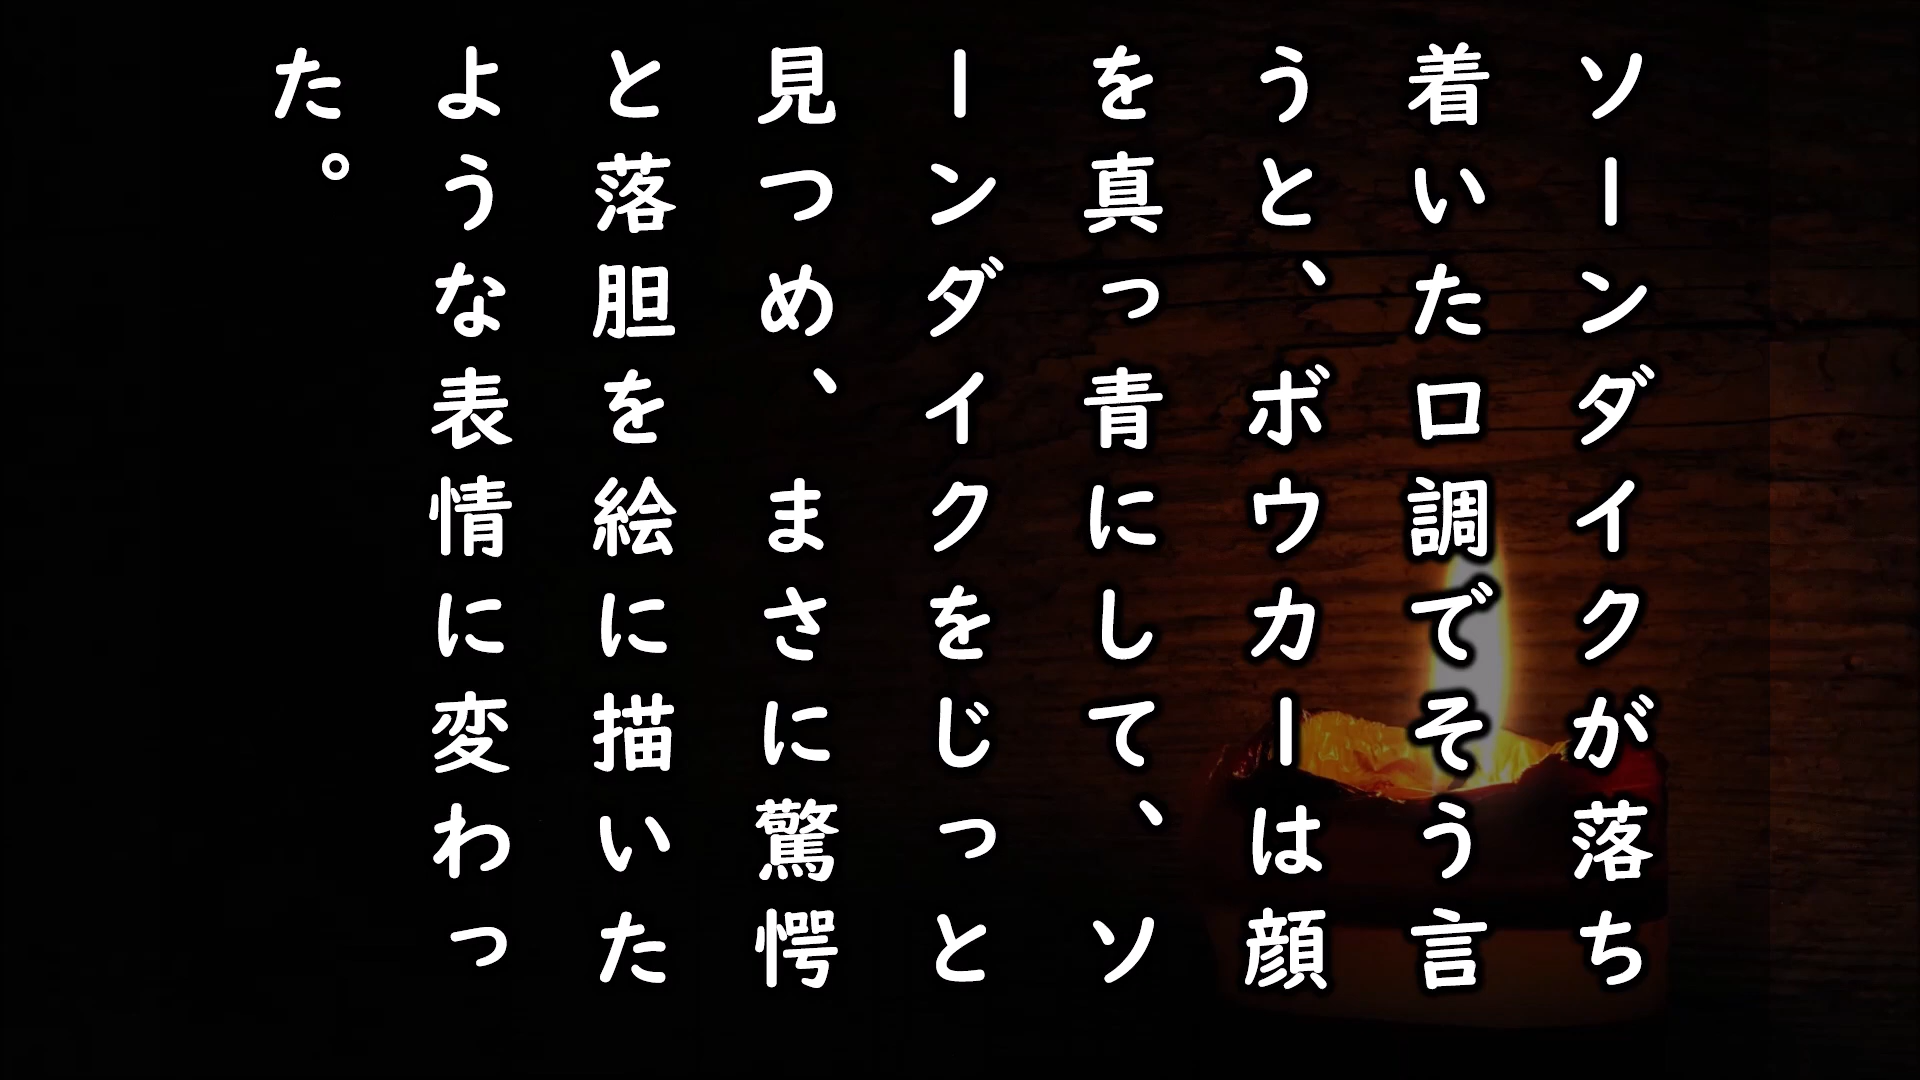 ソーンダイクが落ち
着いた口調でそう言
うと、ボウカーは顔
を真っ青にして、ソ
ーンダイクをじっと
見つめ、まさに驚愕
と落胆を絵に描いた
ような表情に変わっ
た。